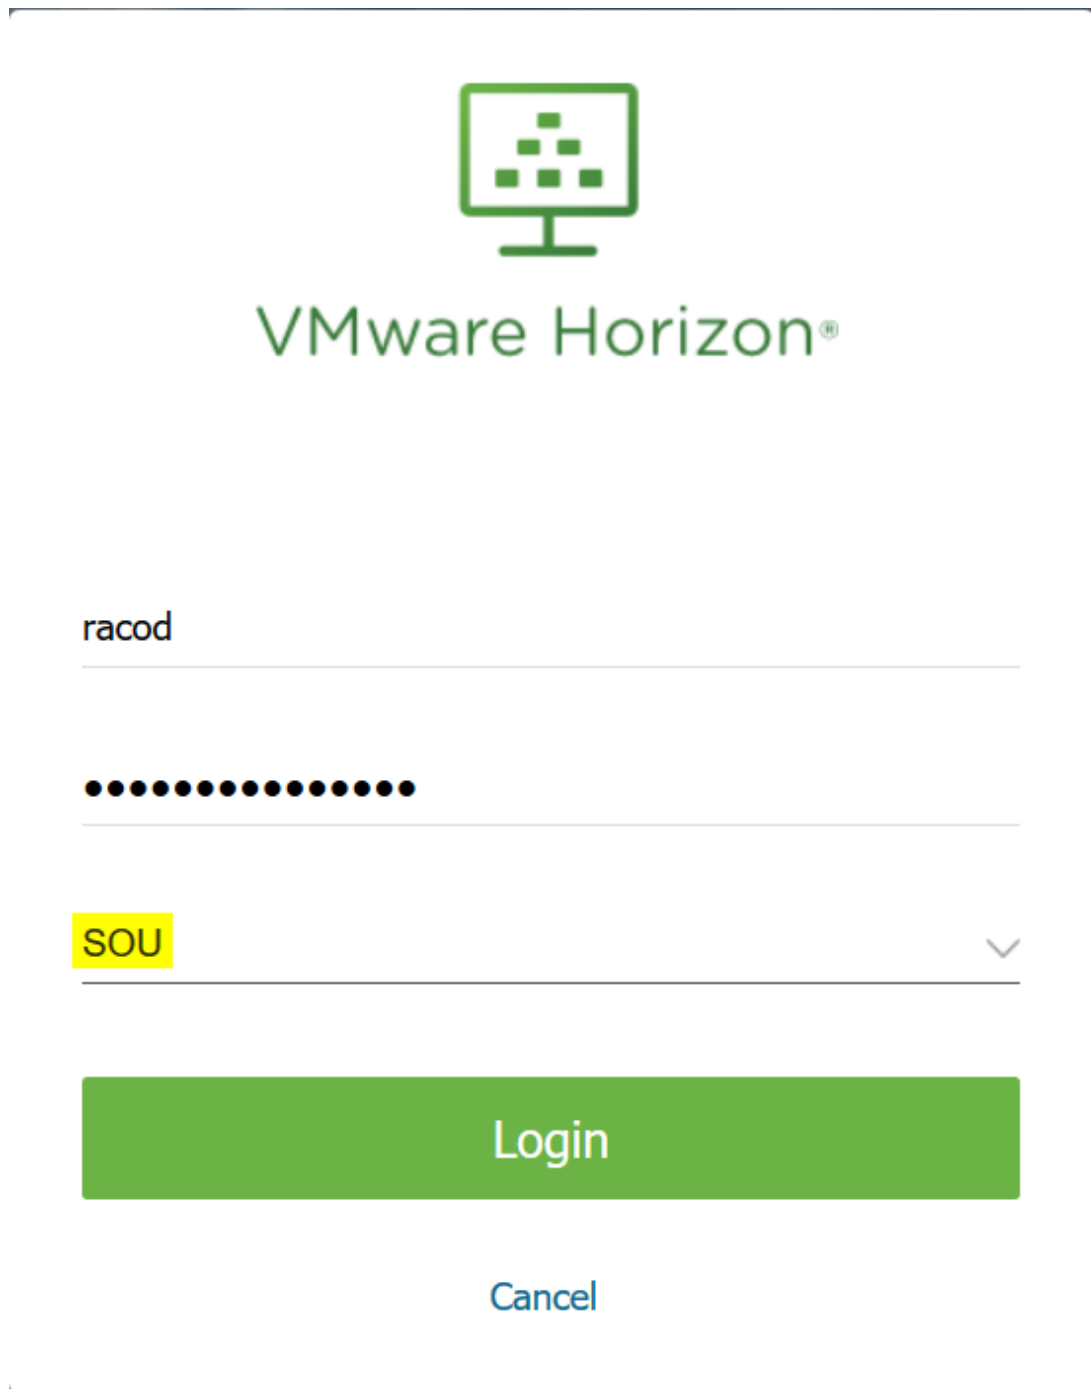 VMware Horizon®
racod
●●●●●●●●●●●●●●●
SOU
Login
Cancel